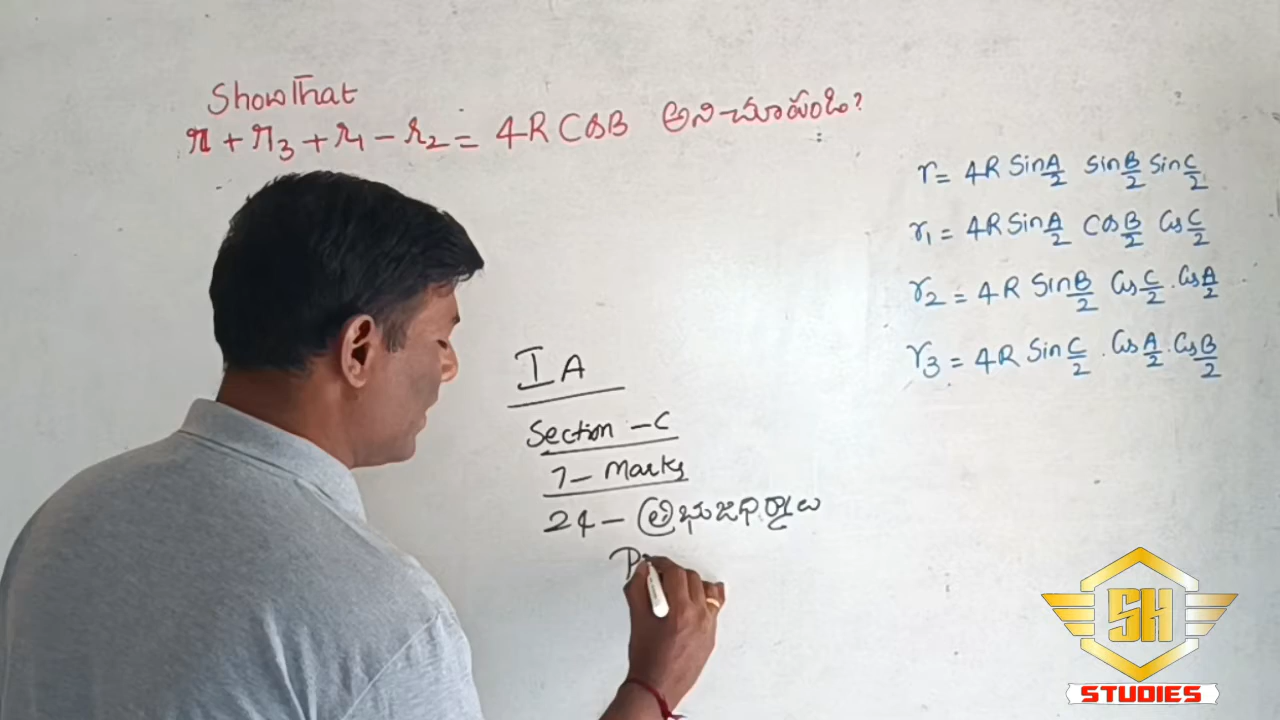 Show That
r + r3 + r1 - r2 = 4R CosB అని చూపండి?
r = 4R Sin A/2 Sin B/2 Sin C/2
r1 = 4R Sin A/2 Cos B/2 Cos C/2
r2 = 4R Sin B/2 Cos C/2 . Cos A/2
r3 = 4R Sin C/2 . Cos A/2 . Cos B/2
I A
Section - C
7 - Marks
24 - త్రిభుజధర్మాలు
P
SH
STUDIES